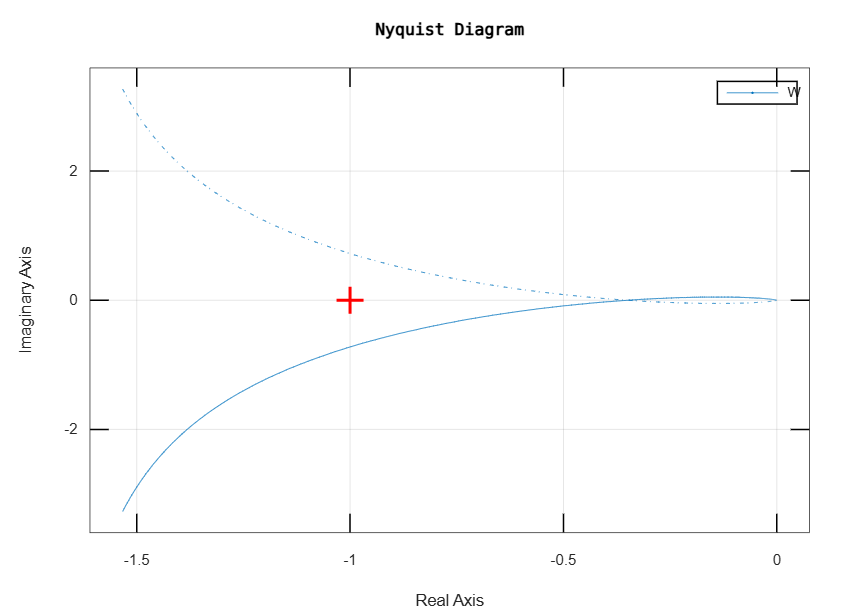 Nyquist Diagram
W
2
0
-2
Imaginary Axis
-1.5 -1 -0.5 0
Real Axis